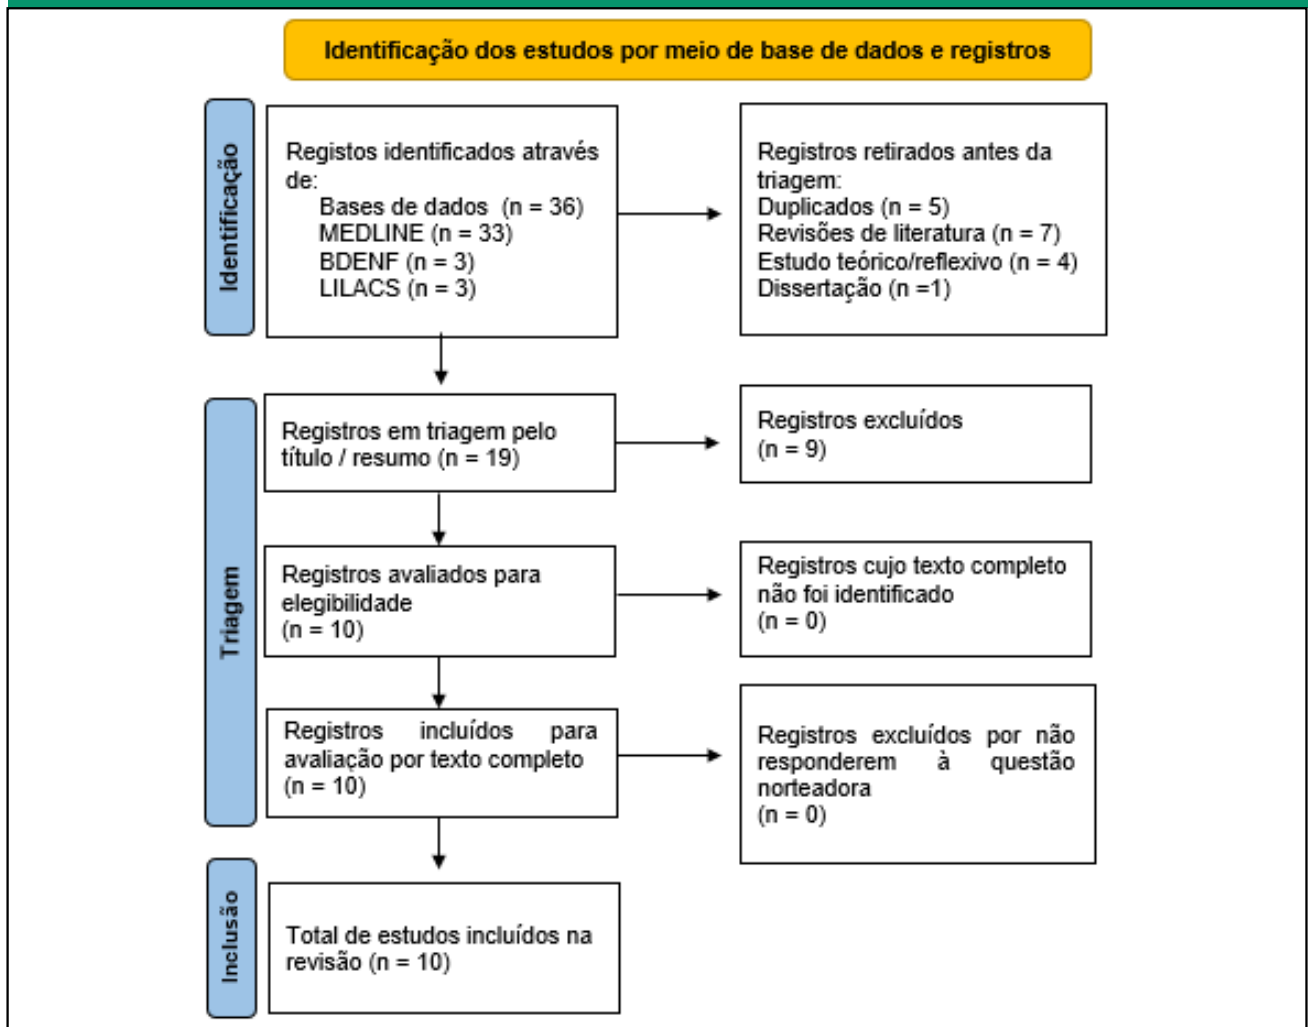 Identificação dos estudos por meio de base de dados e registros
Identificação
Registos identificados através
de:
Bases de dados (n = 36)
MEDLINE (n = 33)
BDENF (n = 3)
LILACS (n = 3)
Registros retirados antes da
triagem:
Duplicados (n = 5)
Revisões de literatura (n = 7)
Estudo teórico/reflexivo (n = 4)
Dissertação (n =1)
Triagem
Registros em triagem pelo
título / resumo (n = 19)
Registros excluídos
(n = 9)
Registros avaliados para
elegibilidade
(n = 10)
Registros cujo texto completo
não foi identificado
(n = 0)
Registros incluídos para
avaliação por texto completo
(n = 10)
Registros excluídos por não
responderem à questão
norteadora
(n = 0)
Inclusão
Total de estudos incluídos na
revisão (n = 10)